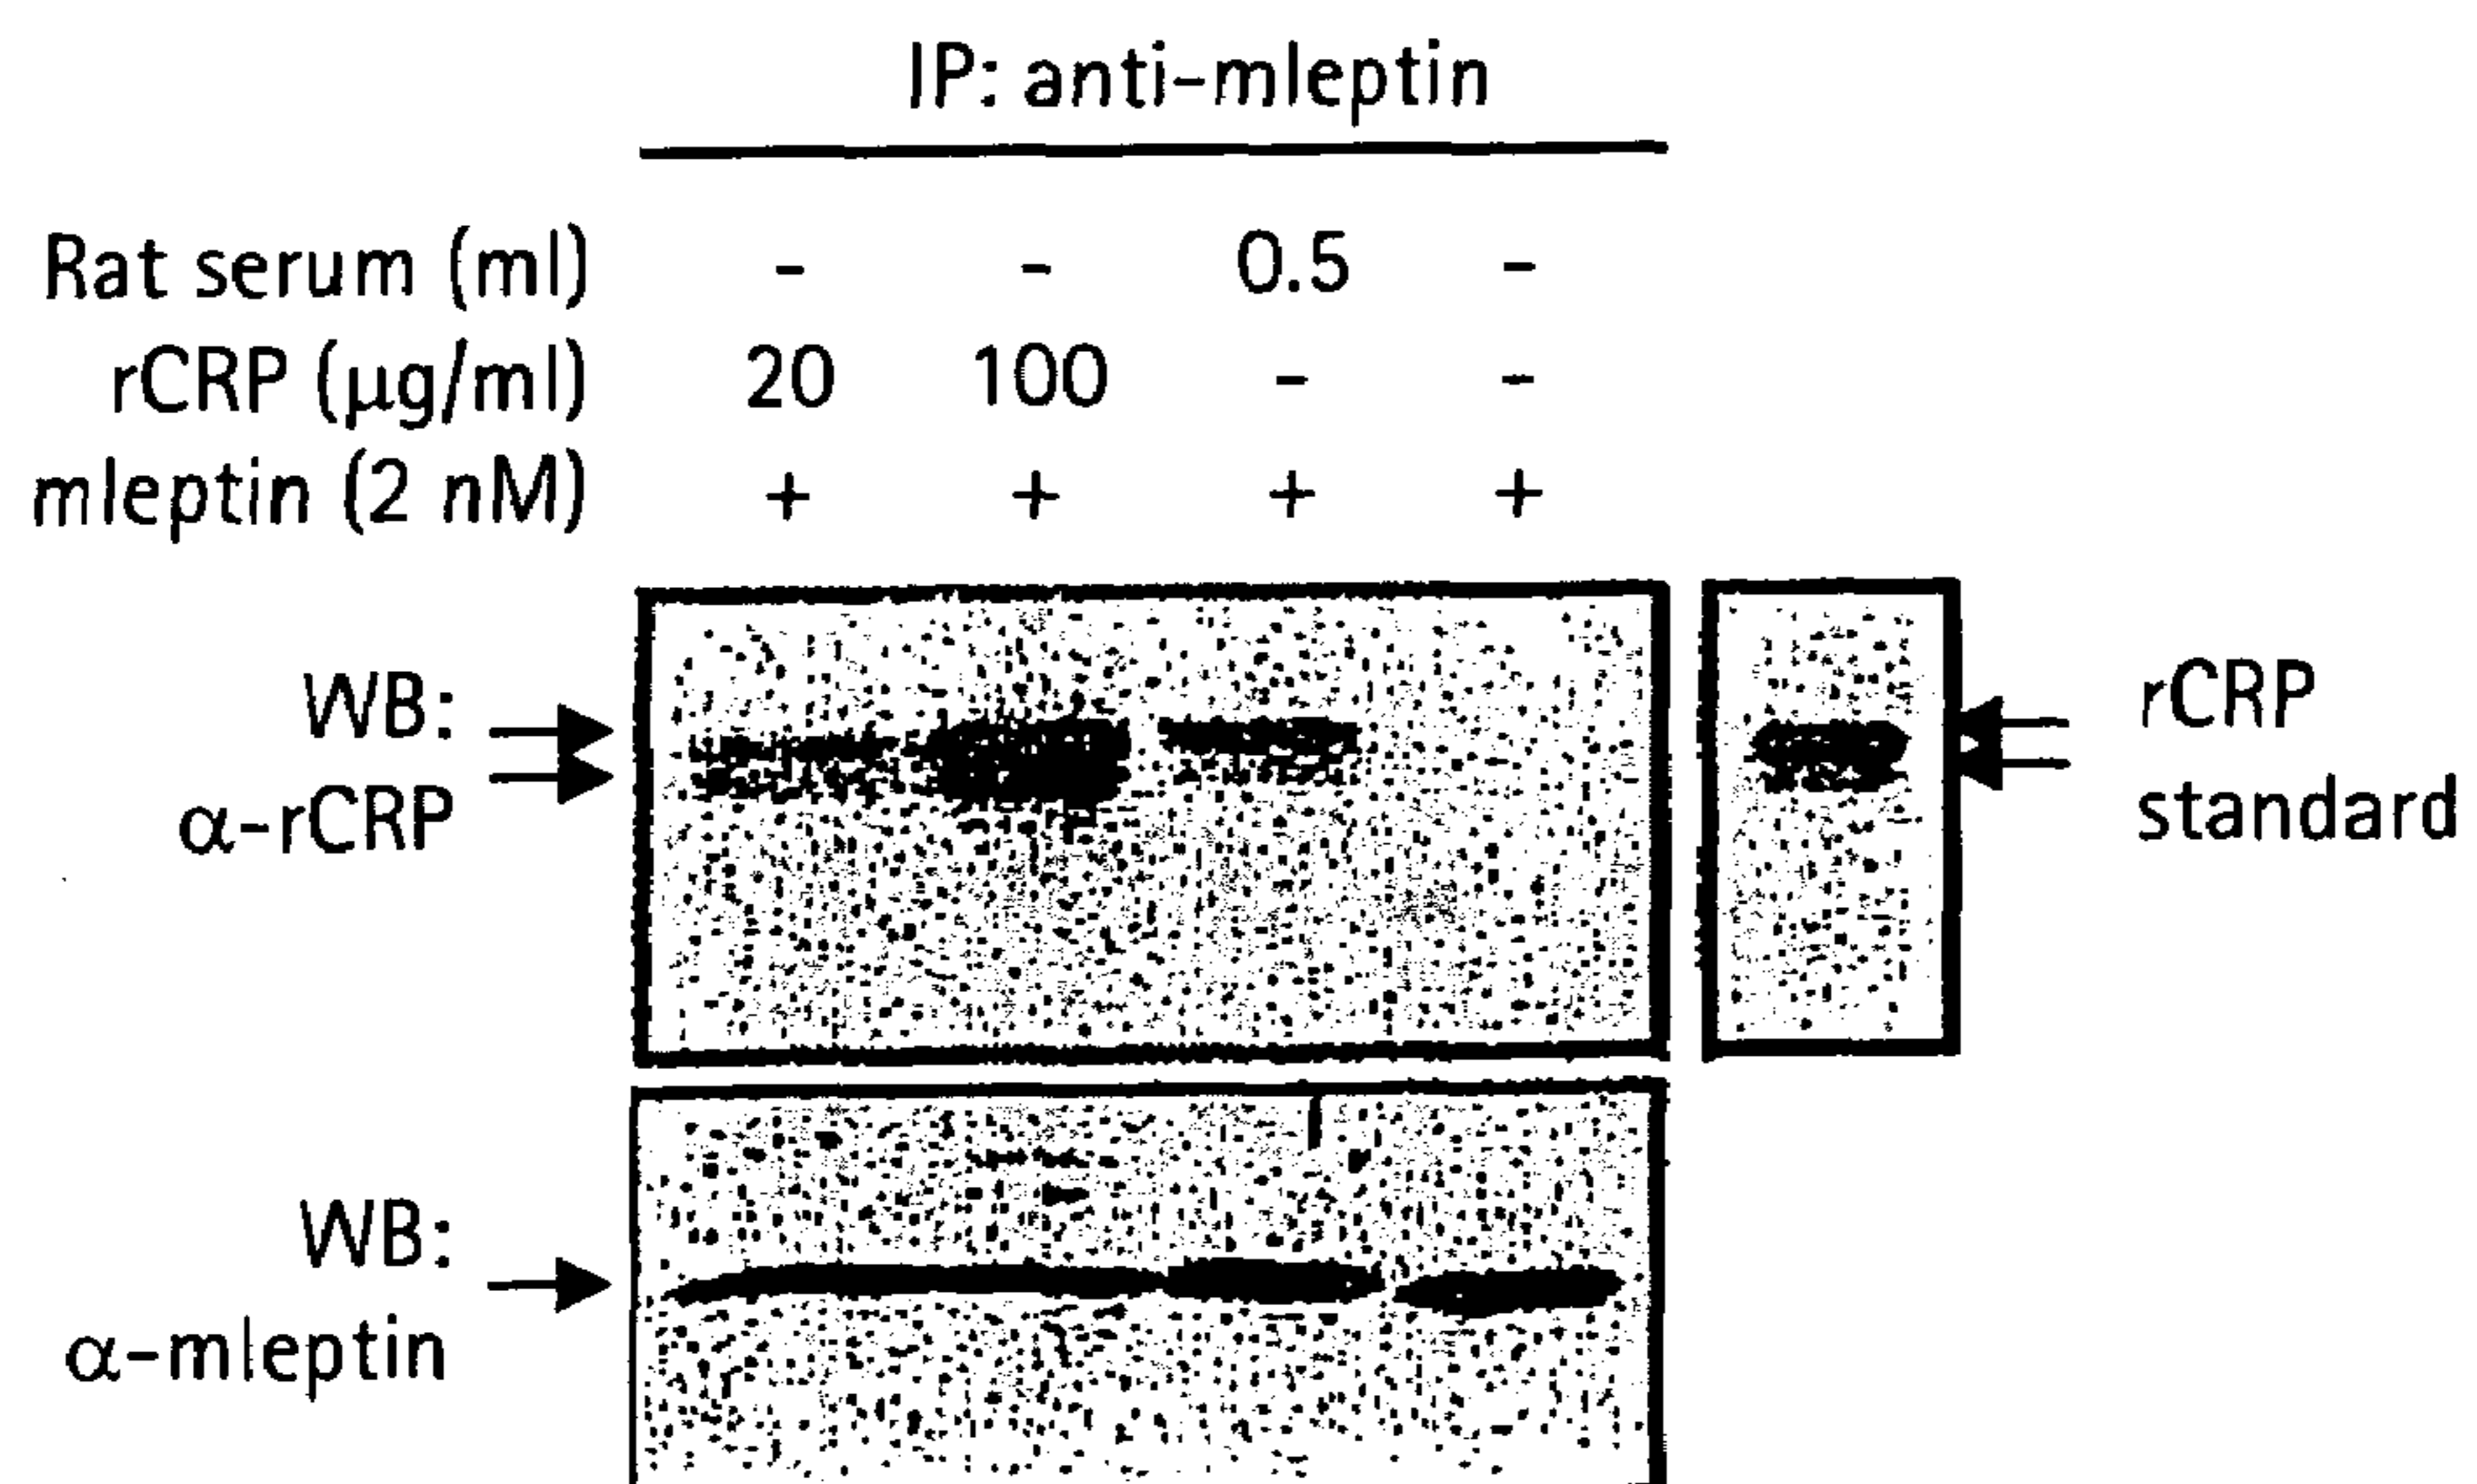 IP: anti-mleptin
Rat serum (ml) - - 0.5 -
rCRP (µg/ml) 20 100 - -
mleptin (2 nM) + + + +
WB:
α-rCRP
rCRP
standard
WB:
α-mleptin